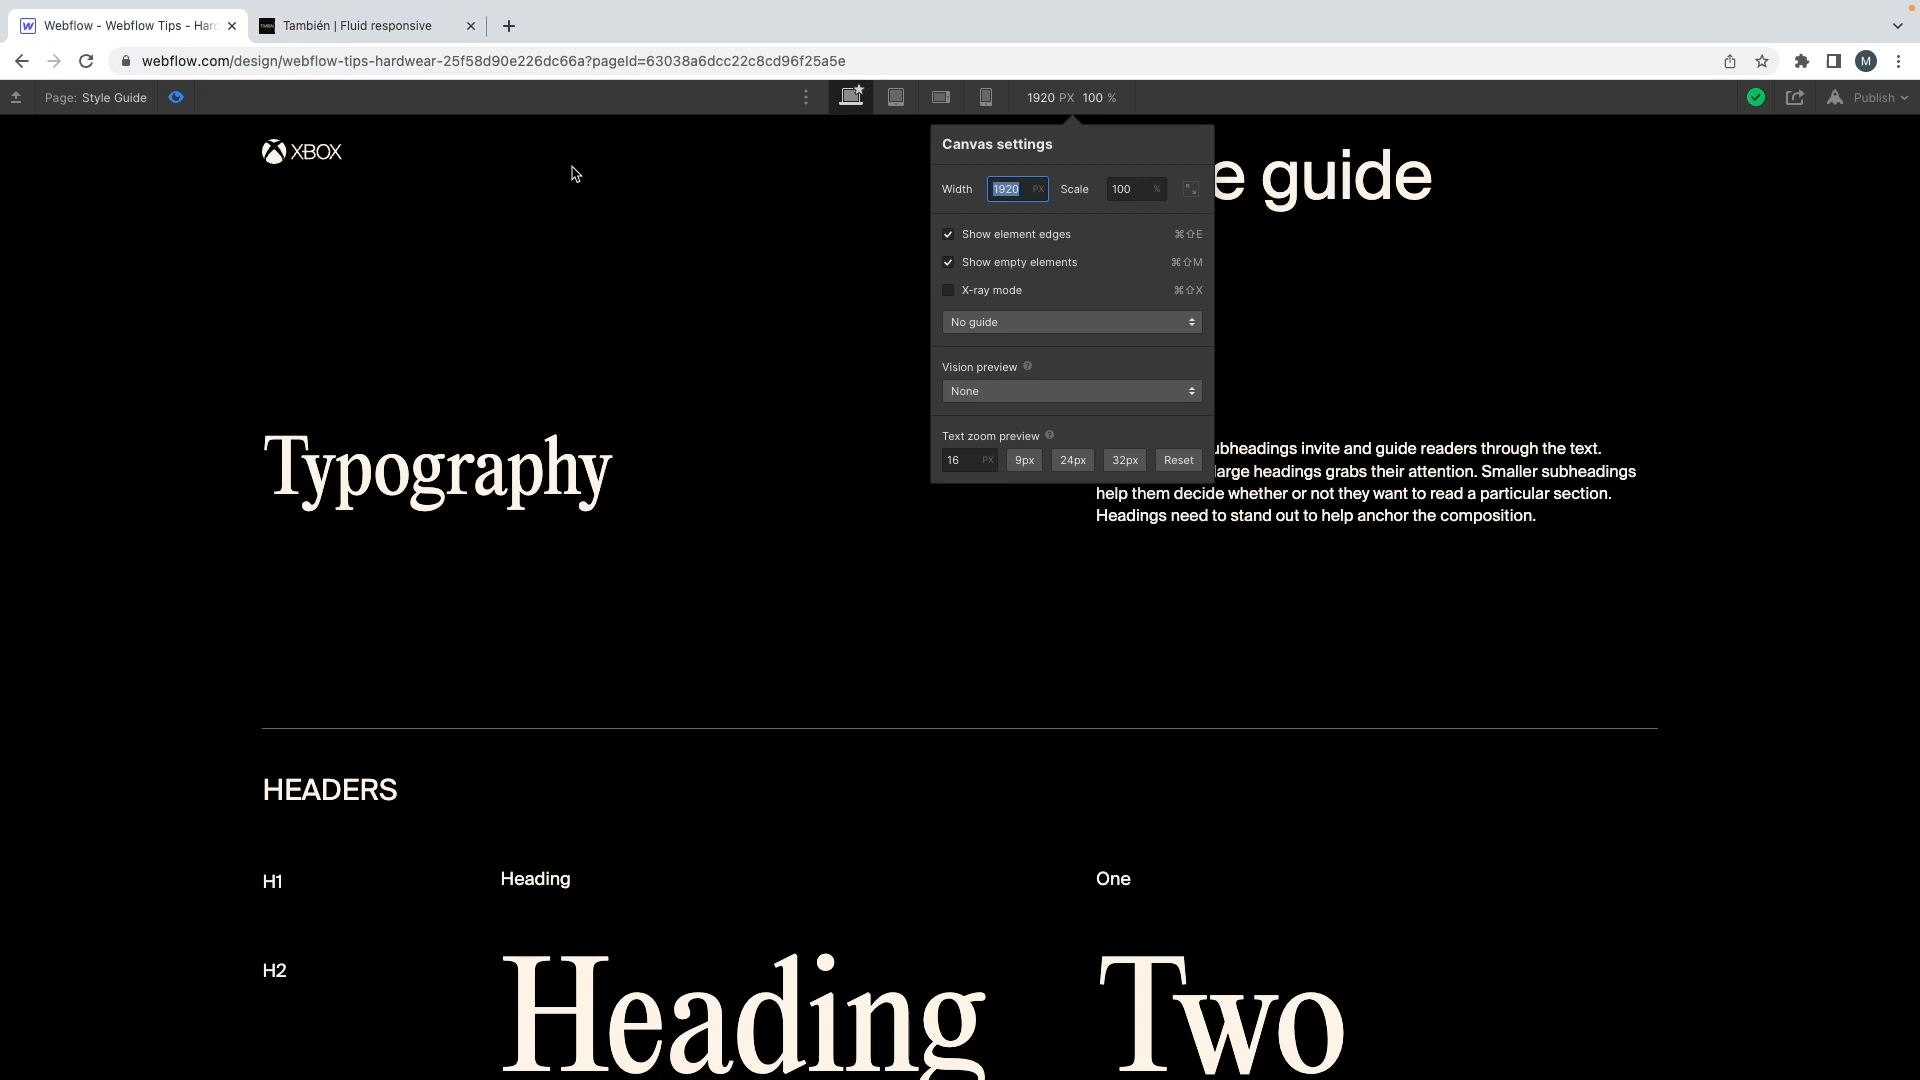 Webflow - Webflow Tips - Hard
También | Fluid responsive
webflow.com/design/webflow-tips-hardwear-25f58d90e226dc66a?pageId=63038a6dcc22c8cd96f25a5e
M
Page: Style Guide
1920 PX 100 %
Publish
XBOX
e guide
Canvas settings
Width 1920 PX Scale 100 %
Show element edges ⌘⇧E
Show empty elements ⌘⇧M
X-ray mode ⌘⇧X
No guide
Vision preview
None
Text zoom preview
16 PX 9px 24px 32px Reset
Typography
ubheadings invite and guide readers through the text.
large headings grabs their attention. Smaller subheadings
help them decide whether or not they want to read a particular section.
Headings need to stand out to help anchor the composition.
HEADERS
H1 Heading One
H2 Heading Two